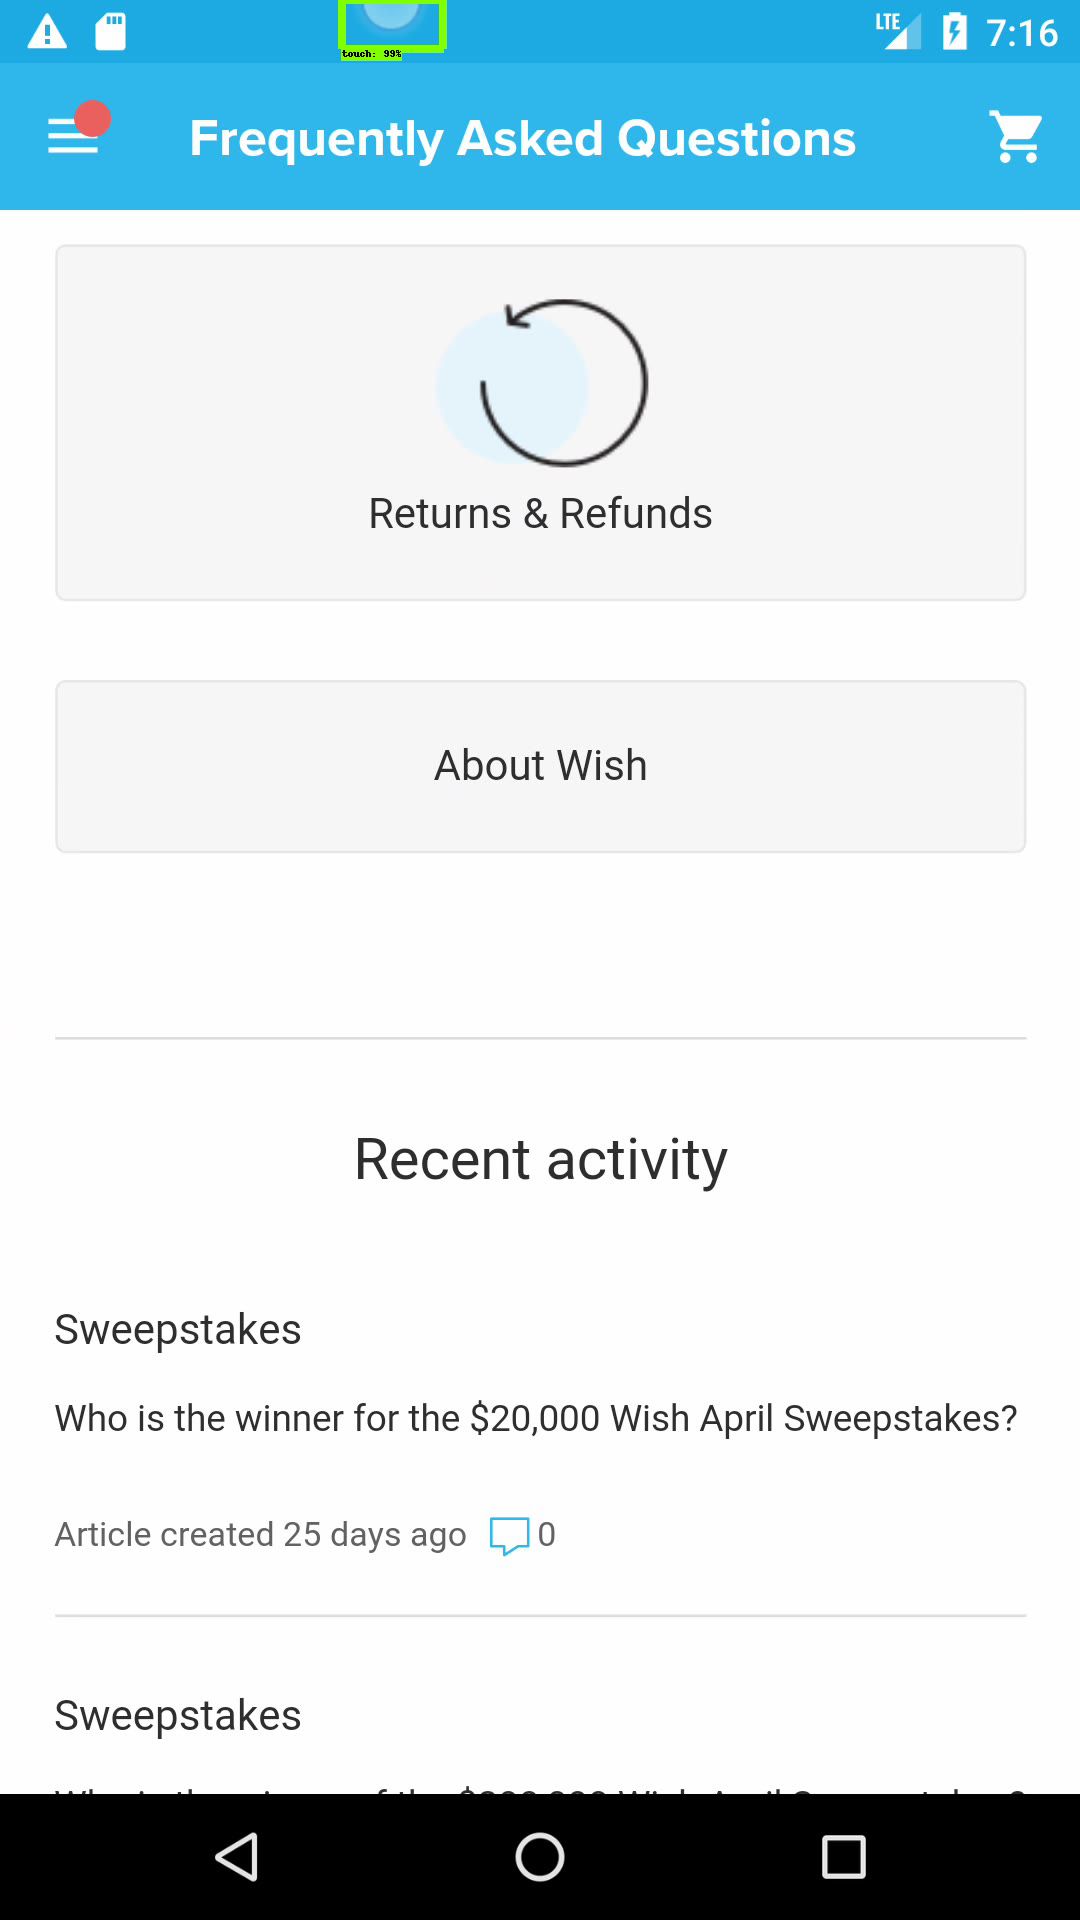 touch: 99%
LTE 7:16
Frequently Asked Questions
Returns & Refunds
About Wish
Recent activity
Sweepstakes
Who is the winner for the $20,000 Wish April Sweepstakes?
Article created 25 days ago 0
Sweepstakes